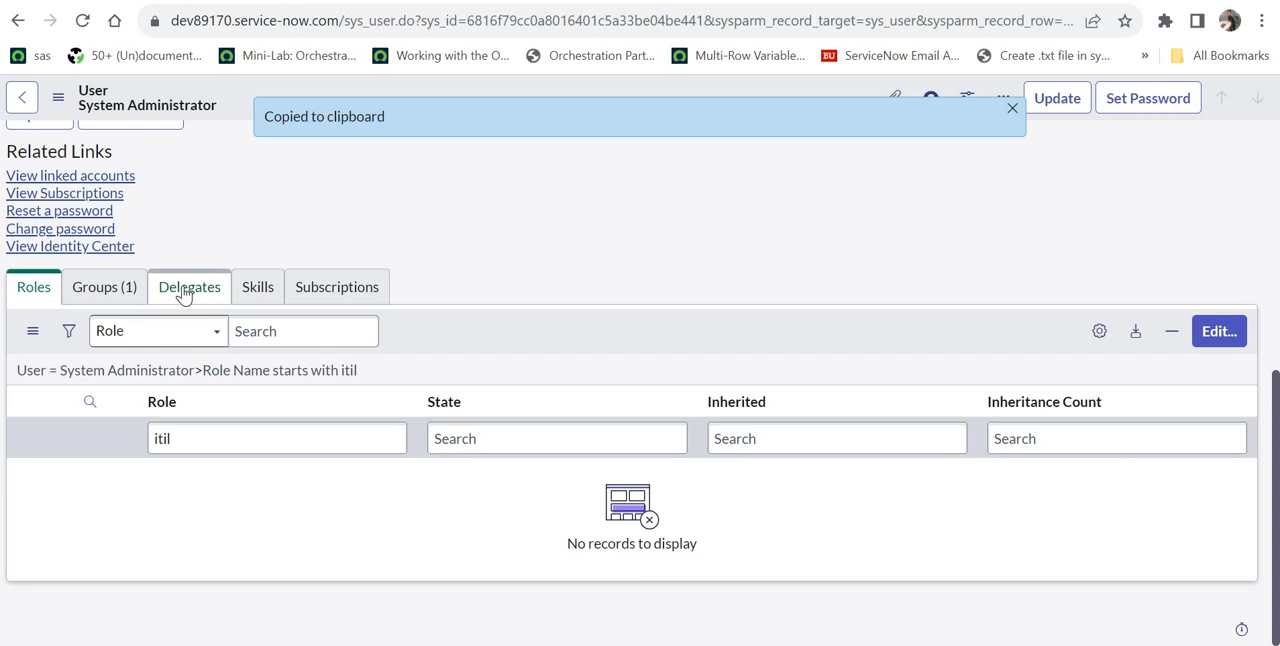 dev89170.service-now.com/sys_user.do?sys_id=6816f79cc0a8016401c5a33be04be441&sysparm_record_target=sys_user&sysparm_record_row=...
sas
50+ (Un)document...
Mini-Lab: Orchestra...
Working with the O...
Orchestration Part...
Multi-Row Variable...
BU
ServiceNow Email A...
Create .txt file in sy...
»
All Bookmarks
User
System Administrator
Copied to clipboard
Update
Set Password
Related Links
View linked accounts
View Subscriptions
Reset a password
Change password
View Identity Center
Roles
Groups (1)
Delegates
Skills
Subscriptions
Role
Search
Edit...
User = System Administrator>Role Name starts with itil
Role
State
Inherited
Inheritance Count
itil
Search
Search
Search
No records to display